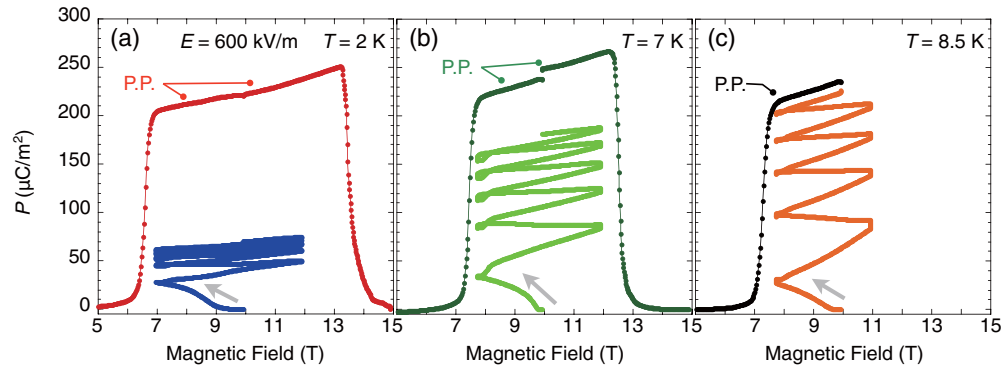 (a) E = 600 kV/m T = 2 K
P.P.
(b) T = 7 K
P.P.
(c) T = 8.5 K
P.P.
P (μC/m²)
300
250
200
150
100
50
0
5 7 9 11 13 15
5 7 9 11 13 15
5 7 9 11 13 15
Magnetic Field (T)
Magnetic Field (T)
Magnetic Field (T)